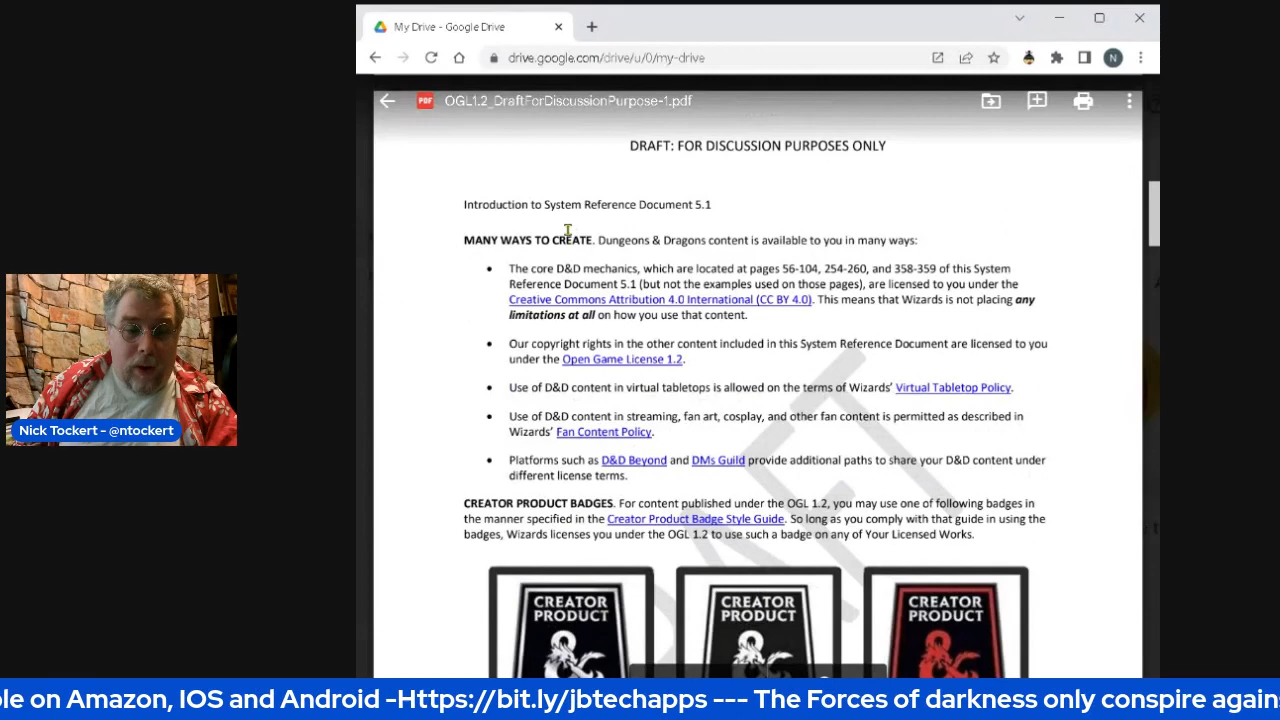 My Drive - Google Drive
drive.google.com/drive/u/0/my-drive
N
PDF OGL1.2_DraftForDiscussionPurpose-1.pdf
DRAFT: FOR DISCUSSION PURPOSES ONLY
Introduction to System Reference Document 5.1
MANY WAYS TO CREATE. Dungeons & Dragons content is available to you in many ways:
• The core D&D mechanics, which are located at pages 56-104, 254-260, and 358-359 of this System
Reference Document 5.1 (but not the examples used on those pages), are licensed to you under the
Creative Commons Attribution 4.0 International (CC BY 4.0). This means that Wizards is not placing any
limitations at all on how you use that content.
• Our copyright rights in the other content included in this System Reference Document are licensed to you
under the Open Game License 1.2.
• Use of D&D content in virtual tabletops is allowed on the terms of Wizards' Virtual Tabletop Policy.
• Use of D&D content in streaming, fan art, cosplay, and other fan content is permitted as described in
Wizards' Fan Content Policy.
• Platforms such as D&D Beyond and DMs Guild provide additional paths to share your D&D content under
different license terms.
CREATOR PRODUCT BADGES. For content published under the OGL 1.2, you may use one of following badges in
the manner specified in the Creator Product Badge Style Guide. So long as you comply with that guide in using the
badges, Wizards licenses you under the OGL 1.2 to use such a badge on any of Your Licensed Works.
CREATOR PRODUCT
CREATOR PRODUCT
CREATOR PRODUCT
DRAFT
Nick Tockert - @ntockert
le on Amazon, IOS and Android -Https://bit.ly/jbtechapps --- The Forces of darkness only conspire again